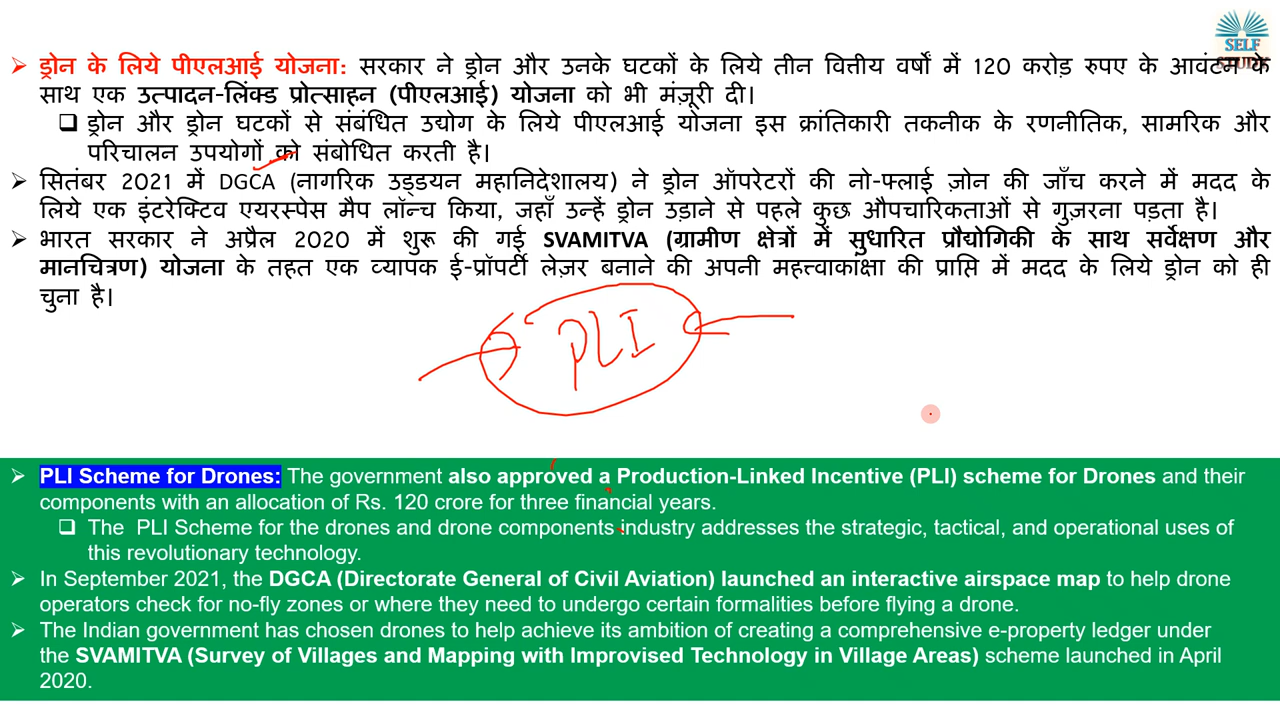 SELF
STUDY
➢ ड्रोन के लिये पीएलआई योजना: सरकार ने ड्रोन और उनके घटकों के लिये तीन वित्तीय वर्षों में 120 करोड़ रुपए के आवंटन के
साथ एक उत्पादन-लिंक्ड प्रोत्साहन (पीएलआई) योजना को भी मंज़ूरी दी।
❑ ड्रोन और ड्रोन घटकों से संबंधित उद्योग के लिये पीएलआई योजना इस क्रांतिकारी तकनीक के रणनीतिक, सामरिक और
परिचालन उपयोगों को संबोधित करती है।
➢ सितंबर 2021 में DGCA (नागरिक उड्डयन महानिदेशालय) ने ड्रोन ऑपरेटरों की नो-फ्लाई ज़ोन की जाँच करने में मदद के
लिये एक इंटरेक्टिव एयरस्पेस मैप लॉन्च किया, जहाँ उन्हें ड्रोन उड़ाने से पहले कुछ औपचारिकताओं से गुज़रना पड़ता है।
➢ भारत सरकार ने अप्रैल 2020 में शुरू की गई SVAMITVA (ग्रामीण क्षेत्रों में सुधारित प्रौद्योगिकी के साथ सर्वेक्षण और
मानचित्रण) योजना के तहत एक व्यापक ई-प्रॉपर्टी लेज़र बनाने की अपनी महत्त्वाकांक्षा की प्राप्ति में मदद के लिये ड्रोन को ही
चुना है।
PLI
➢ PLI Scheme for Drones: The government also approved a Production-Linked Incentive (PLI) scheme for Drones and their
components with an allocation of Rs. 120 crore for three financial years.
❑ The PLI Scheme for the drones and drone components industry addresses the strategic, tactical, and operational uses of
this revolutionary technology.
➢ In September 2021, the DGCA (Directorate General of Civil Aviation) launched an interactive airspace map to help drone
operators check for no-fly zones or where they need to undergo certain formalities before flying a drone.
➢ The Indian government has chosen drones to help achieve its ambition of creating a comprehensive e-property ledger under
the SVAMITVA (Survey of Villages and Mapping with Improvised Technology in Village Areas) scheme launched in April
2020.